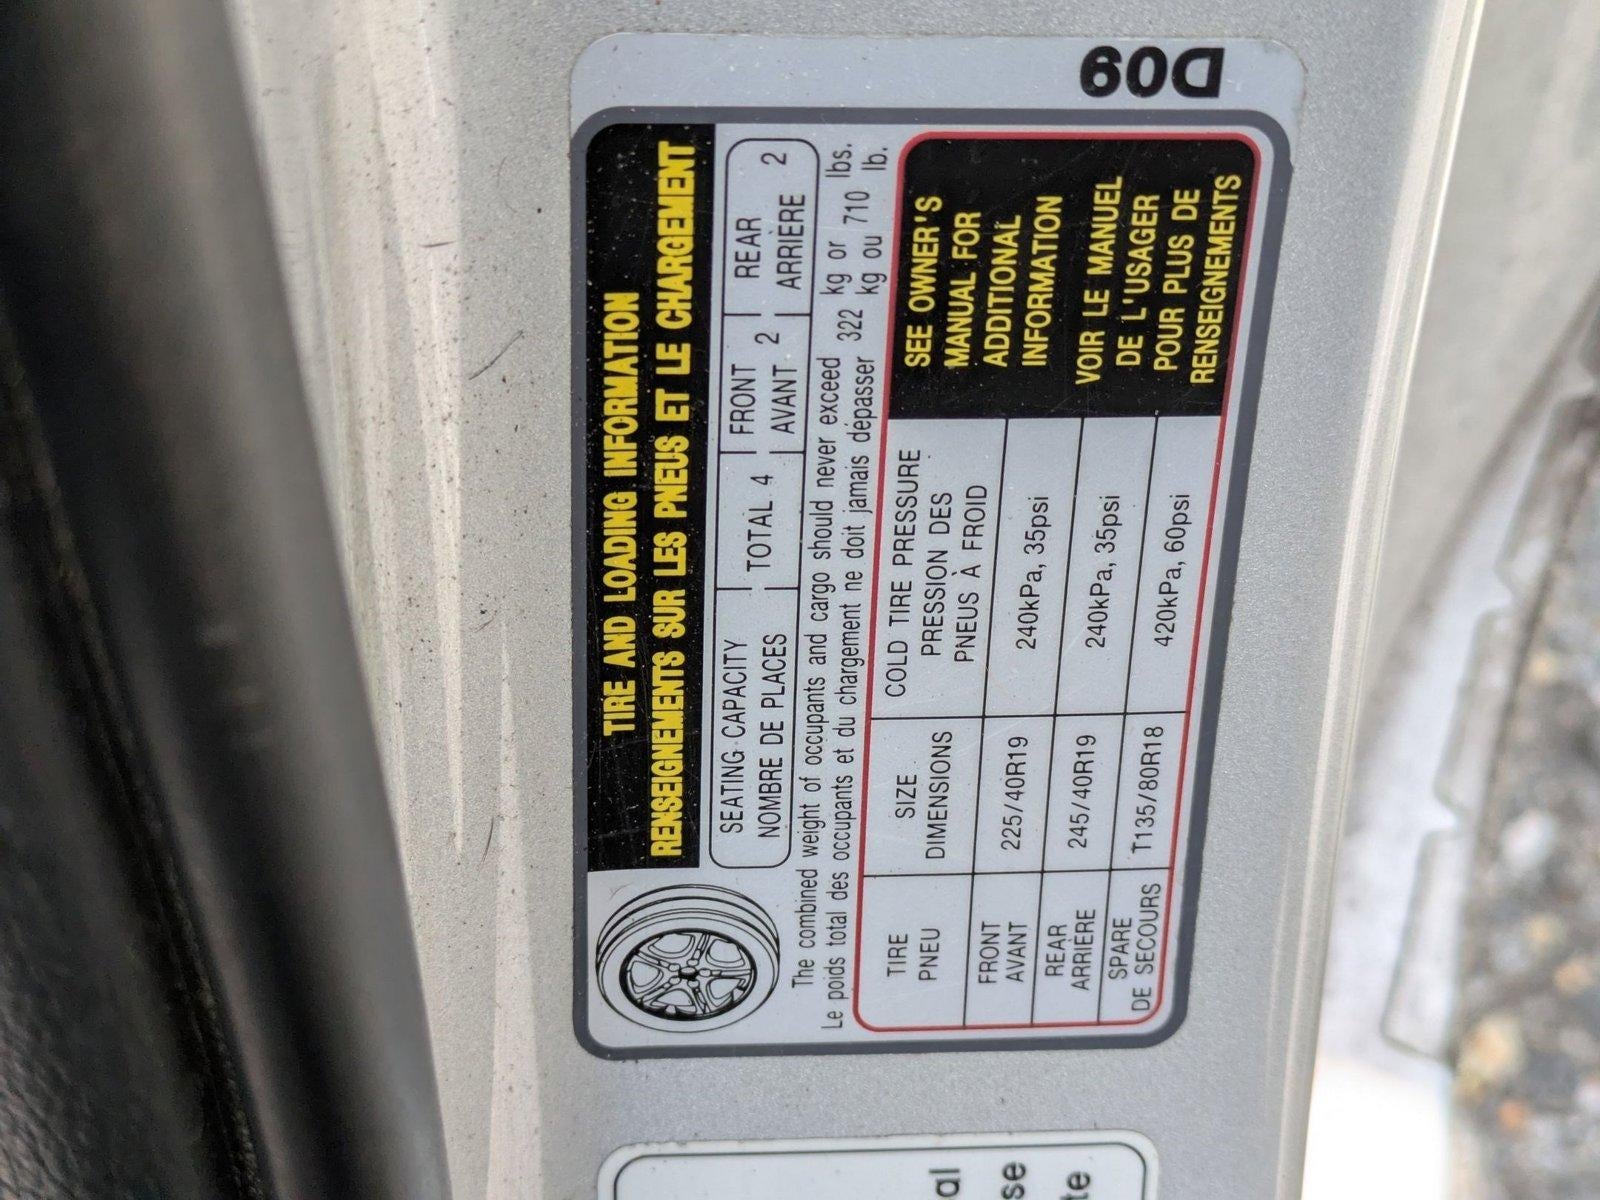 D09
TIRE AND LOADING INFORMATION
RENSEIGNEMENTS SUR LES PNEUS ET LE CHARGEMENT
SEATING CAPACITY
NOMBRE DE PLACES
TOTAL 4
FRONT
AVANT 2
REAR
ARRIÈRE 2
The combined weight of occupants and cargo should never exceed 322 kg or 710 lbs.
Le poids total des occupants et du chargement ne doit jamais dépasser 322 kg ou 710 lb.
TIRE
PNEU
SIZE
DIMENSIONS
COLD TIRE PRESSURE
PRESSION DES
PNEUS À FROID
FRONT
AVANT
225/40R19
240kPa, 35psi
REAR
ARRIÈRE
245/40R19
240kPa, 35psi
SPARE
DE SECOURS
T135/80R18
420kPa, 60psi
SEE OWNER'S
MANUAL FOR
ADDITIONAL
INFORMATION
VOIR LE MANUEL
DE L'USAGER
POUR PLUS DE
RENSEIGNEMENTS